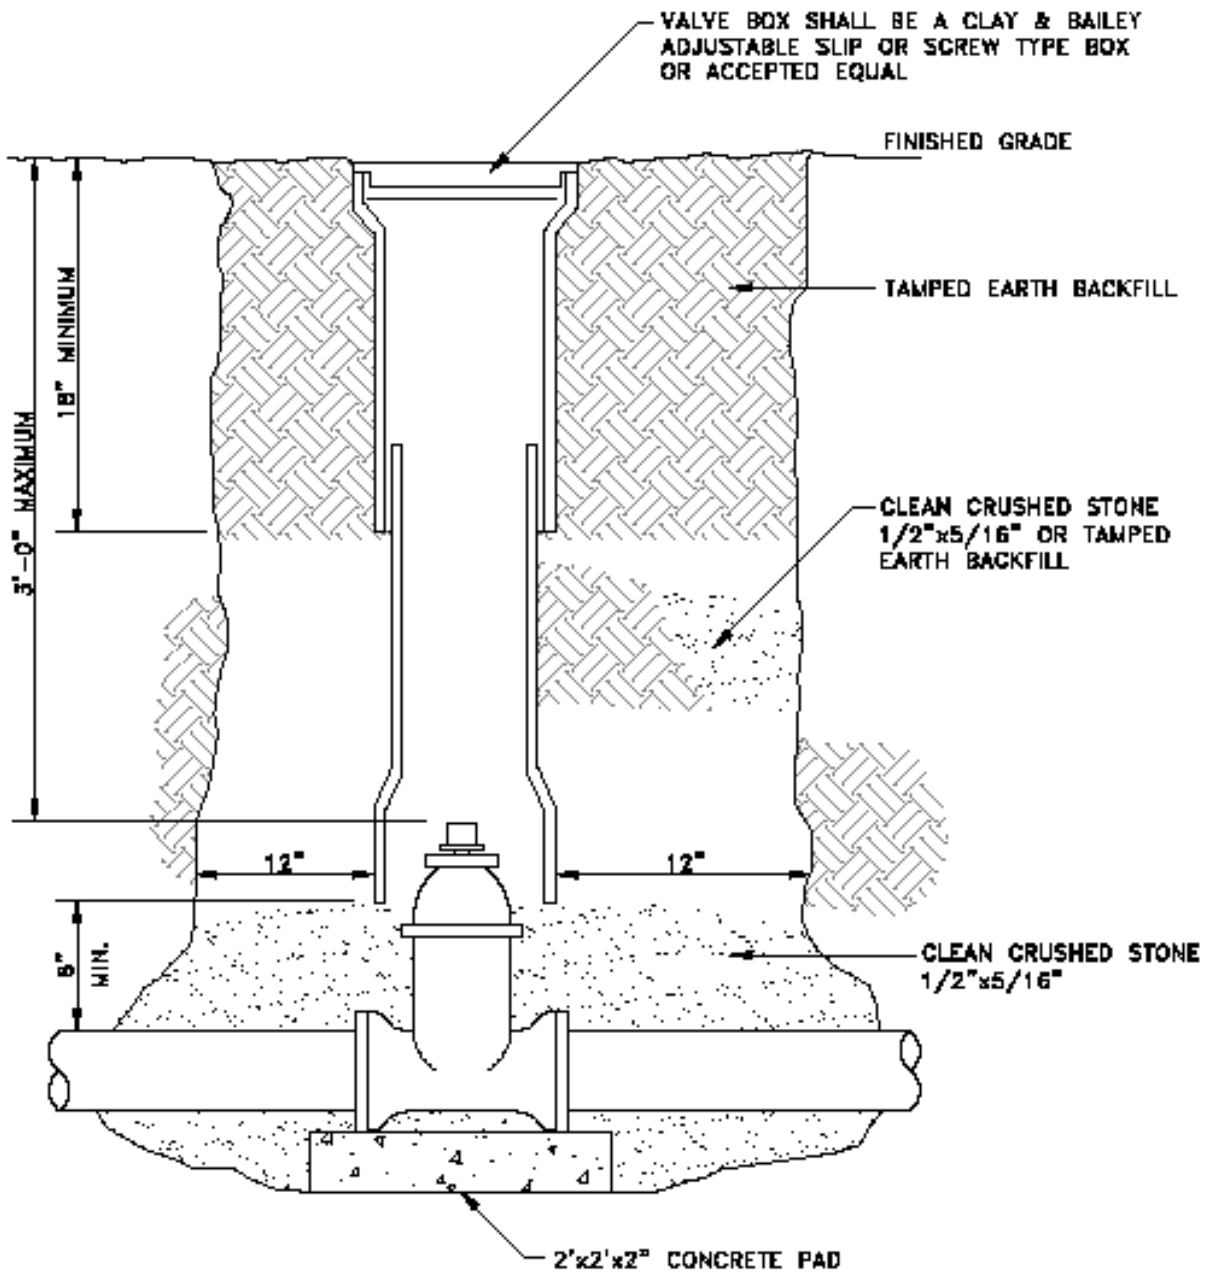 VALVE BOX SHALL BE A CLAY & BAILEY
ADJUSTABLE SLIP OR SCREW TYPE BOX
OR ACCEPTED EQUAL
FINISHED GRADE
TAMPED EARTH BACKFILL
18" MINIMUM
3'-0" MAXIMUM
CLEAN CRUSHED STONE
1/2"x5/16" OR TAMPED
EARTH BACKFILL
12"
12"
MIN.
CLEAN CRUSHED STONE
1/2"x5/16"
2'x2'x2" CONCRETE PAD